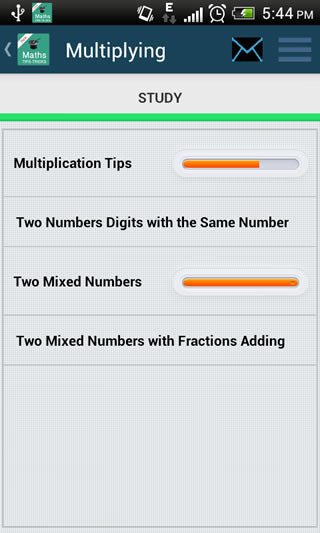 E
5:44 PM
Maths
TIPS-TRICKS
Multiplying
STUDY
Multiplication Tips
Two Numbers Digits with the Same Number
Two Mixed Numbers
Two Mixed Numbers with Fractions Adding